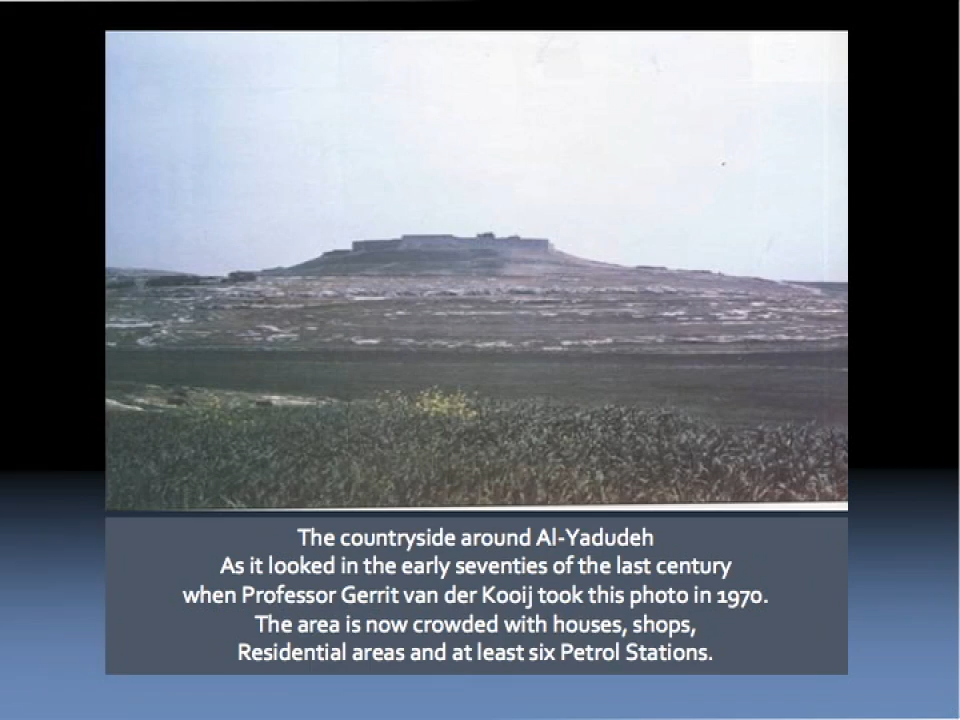 The countryside around Al-Yadudeh
As it looked in the early seventies of the last century
when Professor Gerrit van der Kooij took this photo in 1970.
The area is now crowded with houses, shops,
Residential areas and at least six Petrol Stations.